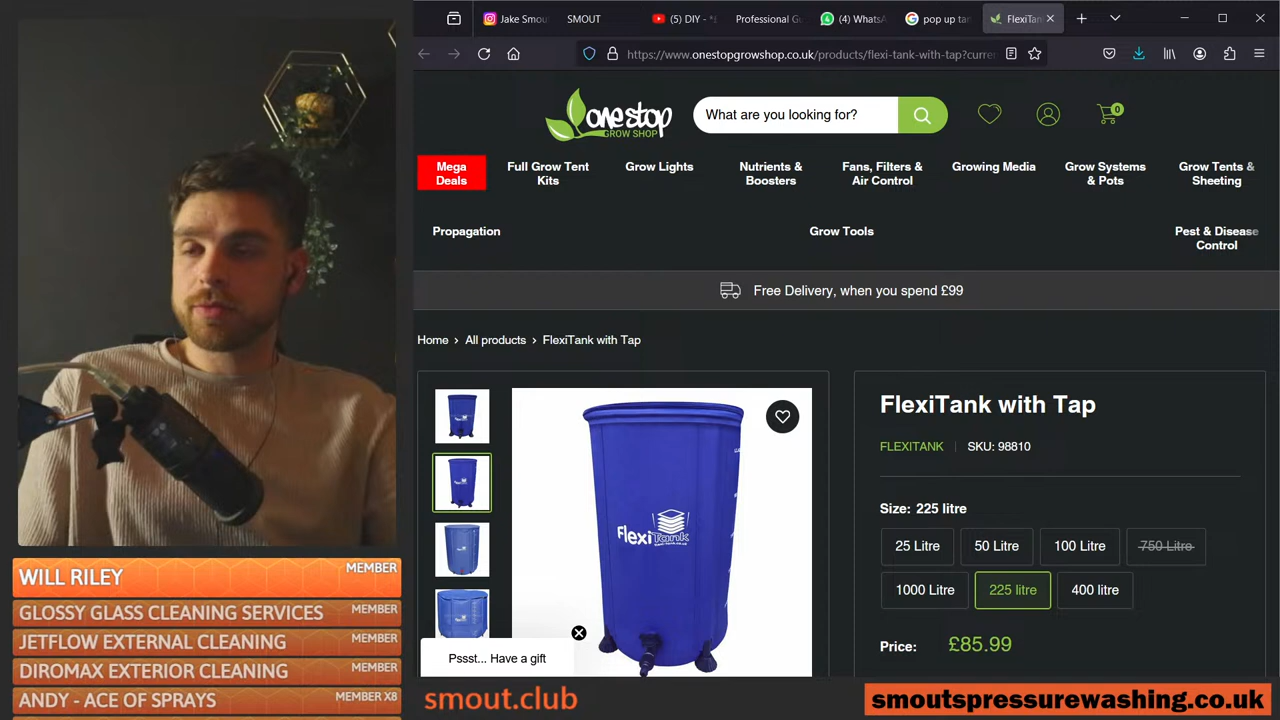 Jake Smou
SMOUT
(5) DIY -
Professional G
(4) WhatsA
pop up tan
FlexiTan
https://www.onestopgrowshop.co.uk/products/flexi-tank-with-tap?curre
one stop
GROW SHOP
What are you looking for?
0
Mega
Deals
Full Grow Tent
Kits
Grow Lights
Nutrients &
Boosters
Fans, Filters &
Air Control
Growing Media
Grow Systems
& Pots
Grow Tents &
Sheeting
Propagation
Grow Tools
Pest & Disease
Control
Free Delivery, when you spend £99
Home › All products › FlexiTank with Tap
FlexiTank with Tap
FLEXITANK
SKU: 98810
Size: 225 litre
25 Litre
50 Litre
100 Litre
750 Litre
1000 Litre
225 litre
400 litre
Price: £85.99
FlexiTank
Pssst... Have a gift
WILL RILEY MEMBER
GLOSSY GLASS CLEANING SERVICES MEMBER
JETFLOW EXTERNAL CLEANING MEMBER
DIROMAX EXTERIOR CLEANING MEMBER
ANDY - ACE OF SPRAYS MEMBER X8
smout.club
smoutspressurewashing.co.uk